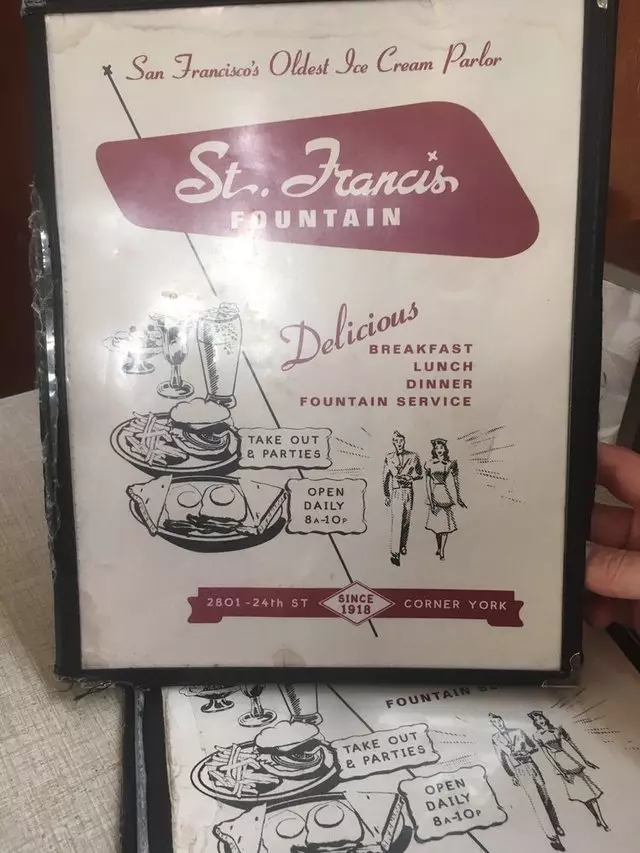 San Francisco's Oldest Ice Cream Parlor
St. Francis
FOUNTAIN
Delicious
BREAKFAST
LUNCH
DINNER
FOUNTAIN SERVICE
TAKE OUT
& PARTIES
OPEN
DAILY
8A-10P
2801-24th ST
SINCE
1918
CORNER YORK
FOUNTAIN
TAKE OUT
& PARTIES
OPEN
DAILY
8A-10P